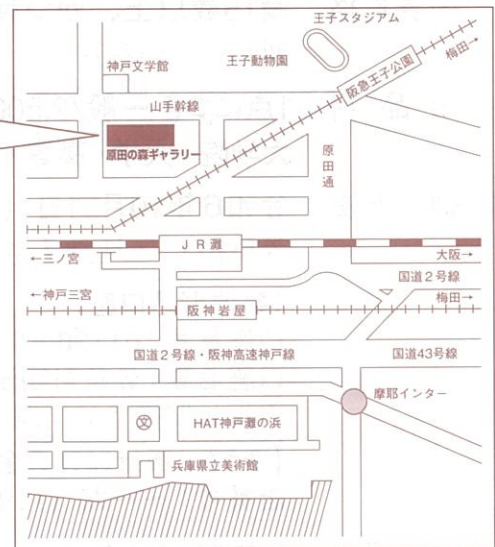 王子スタジアム
梅田→
王子動物園
神戸文学館
阪急王子公園
山手幹線
原田の森ギャラリー
原田通
JR灘
←三ノ宮
大阪→
国道2号線
←神戸三宮
梅田→
阪神岩屋
国道2号線・阪神高速神戸線
国道43号線
摩耶インター
文
HAT神戸灘の浜
兵庫県立美術館